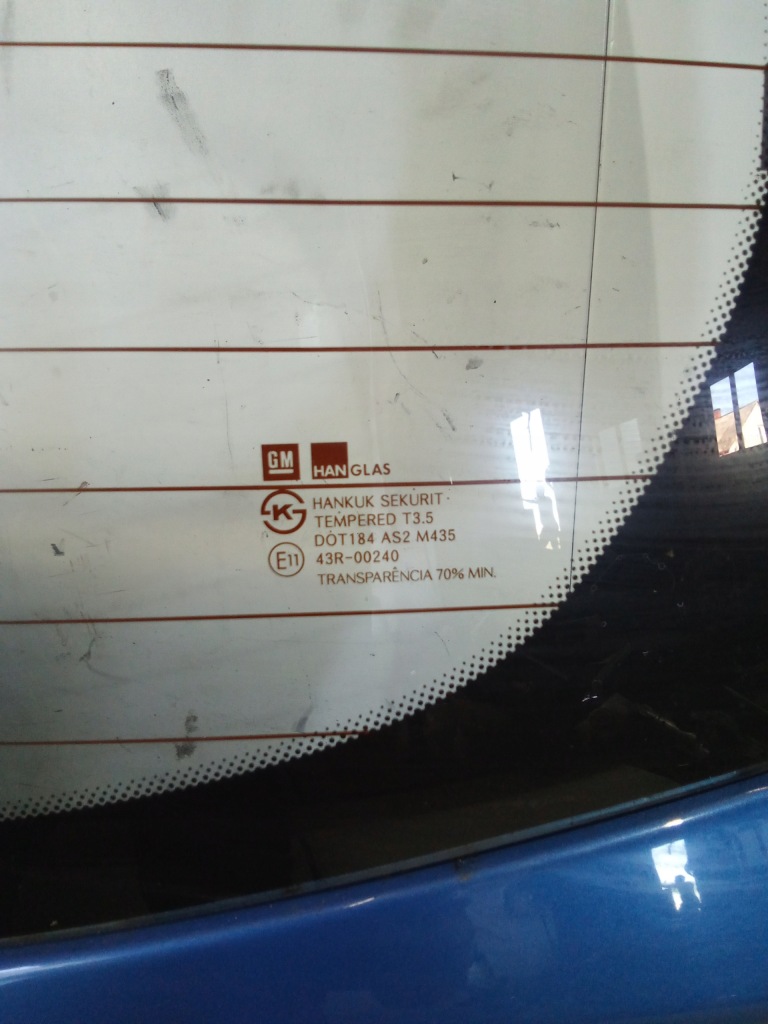 GM HANGLAS
HANKUK SEKURIT
K TEMPERED T3.5
DOT184 AS2 M435
E11 43R-00240
TRANSPARÊNCIA 70% MIN.